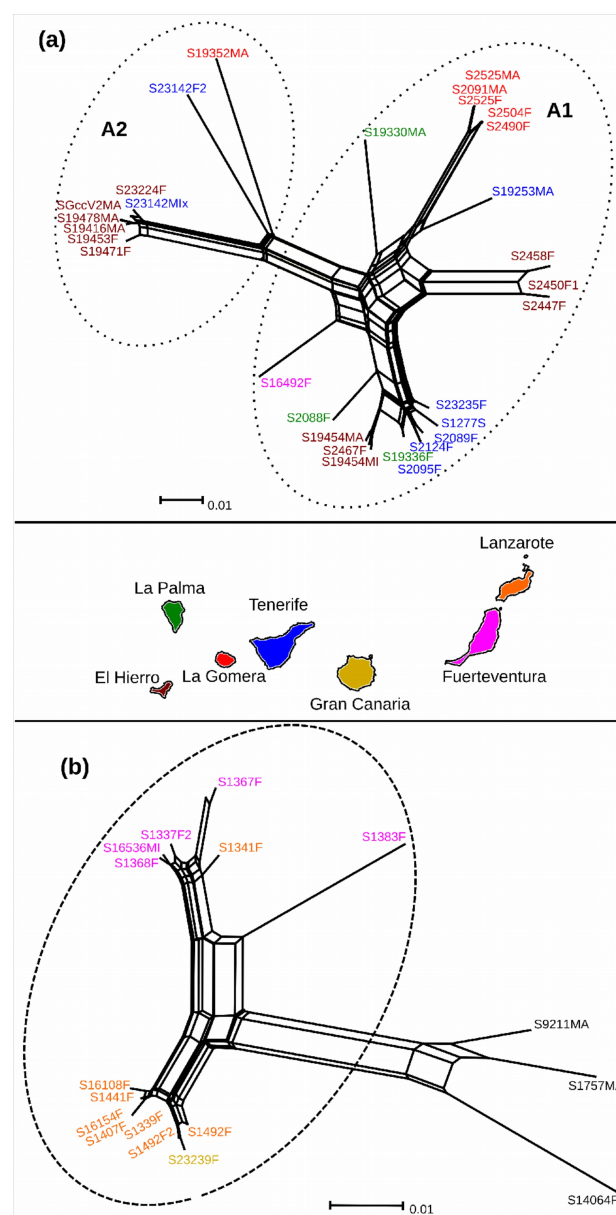 (a)
S19352MA
S23142F2
A2
S2525MA
S2091MA
S2525F
S2504F
S2490F
A1
S19330MA
S19253MA
S23224F
SGccV2MA
S23142MIx
S19478MA
S19416MA
S19453F
S19471F
S2458F
S2450F1
S2447F
S16492F
S2088F
S23235F
S1277S
S2089F
S2124F
S19454MA
S2467F
S19454MI
S19336F
S2095F
0.01
Lanzarote
La Palma
Tenerife
El Hierro
La Gomera
Fuerteventura
Gran Canaria
(b)
S1367F
S1337F2
S16536MI
S1368F
S1341F
S1383F
S9211MA
S1757M
S16108F
S1441F
S16154F
S1407F
S1339F
S1492F2
S1492F
S23239F
S14064F
0.01